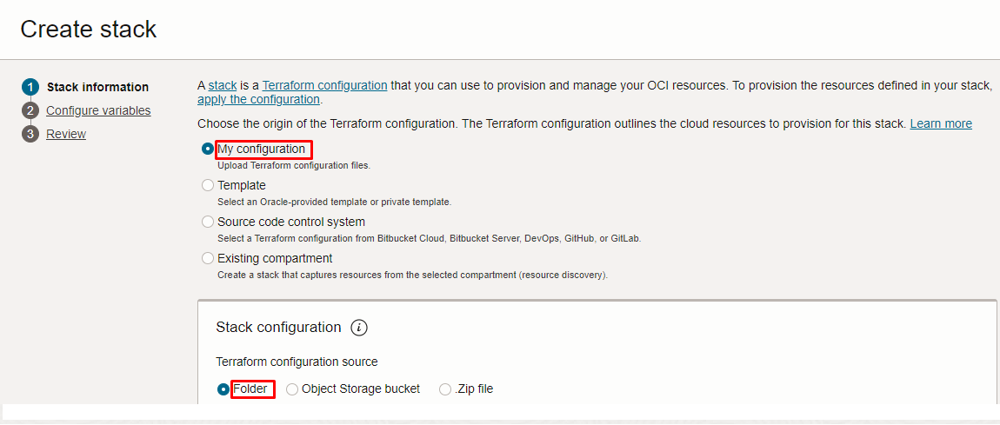 Create stack
1 Stack information
2 Configure variables
3 Review
A stack is a Terraform configuration that you can use to provision and manage your OCI resources. To provision the resources defined in your stack,
apply the configuration.
Choose the origin of the Terraform configuration. The Terraform configuration outlines the cloud resources to provision for this stack. Learn more
My configuration
Upload Terraform configuration files.
Template
Select an Oracle-provided template or private template.
Source code control system
Select a Terraform configuration from Bitbucket Cloud, Bitbucket Server, DevOps, GitHub, or GitLab.
Existing compartment
Create a stack that captures resources from the selected compartment (resource discovery).
Stack configuration i
Terraform configuration source
Folder Object Storage bucket .Zip file